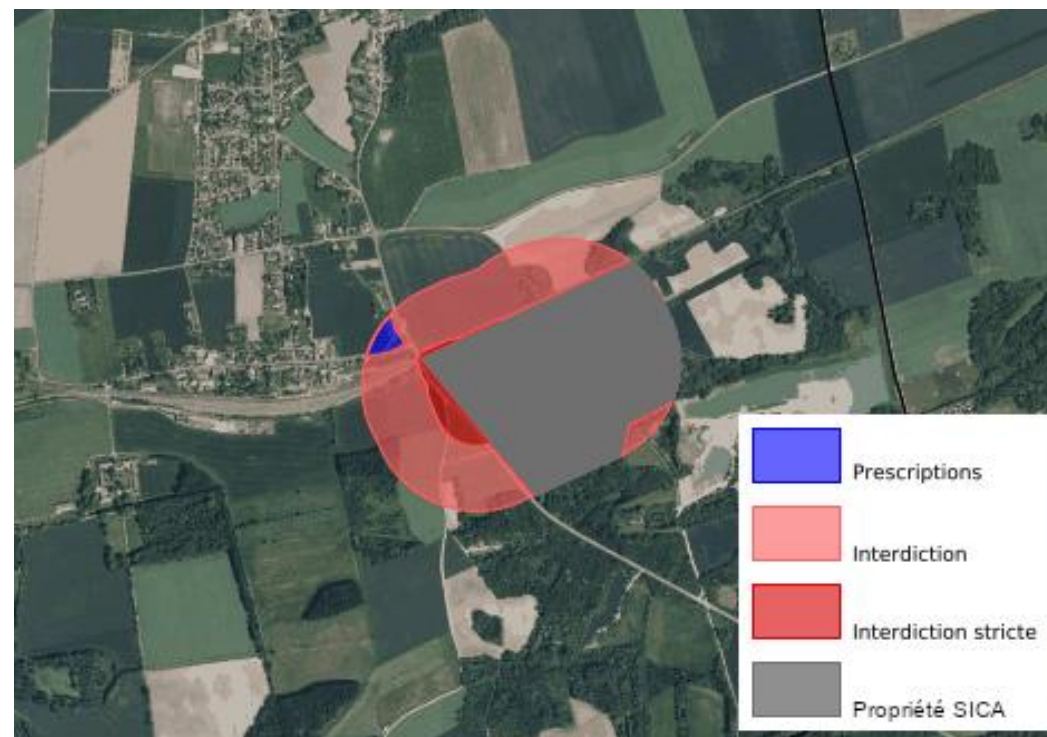 Prescriptions
Interdiction
Interdiction stricte
Propriété SICA